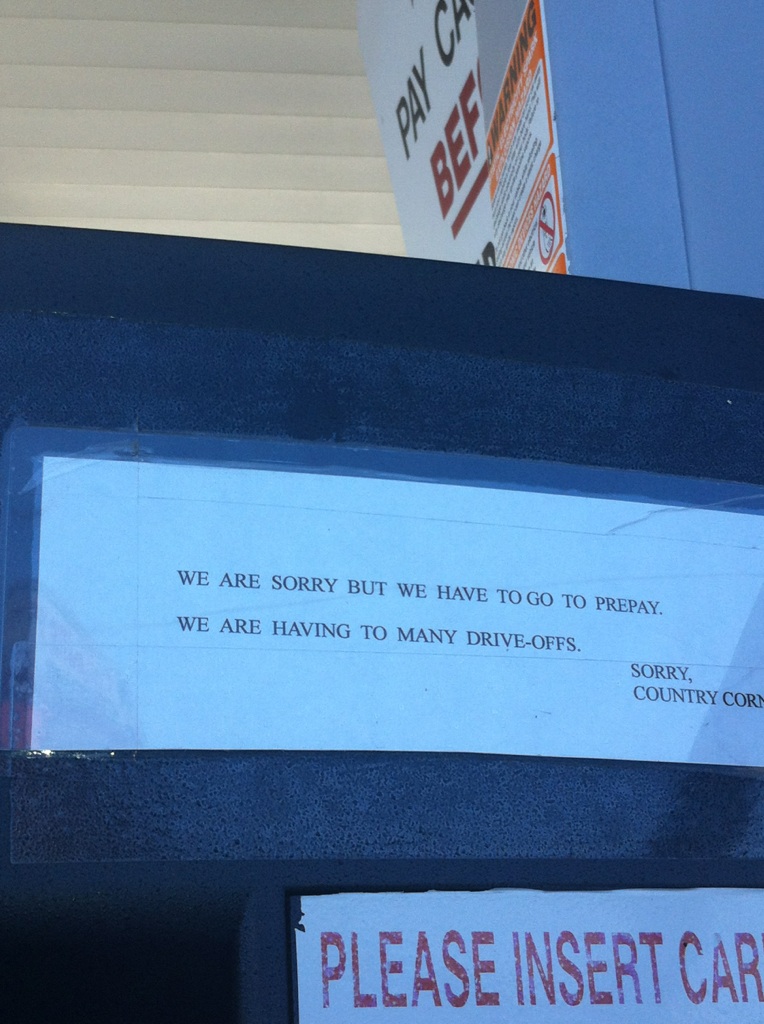 PAY
BEF
WARNING
WE ARE SORRY BUT WE HAVE TO GO TO PREPAY.
WE ARE HAVING TO MANY DRIVE-OFFS.
SORRY,
COUNTRY CORN
PLEASE INSERT CAR